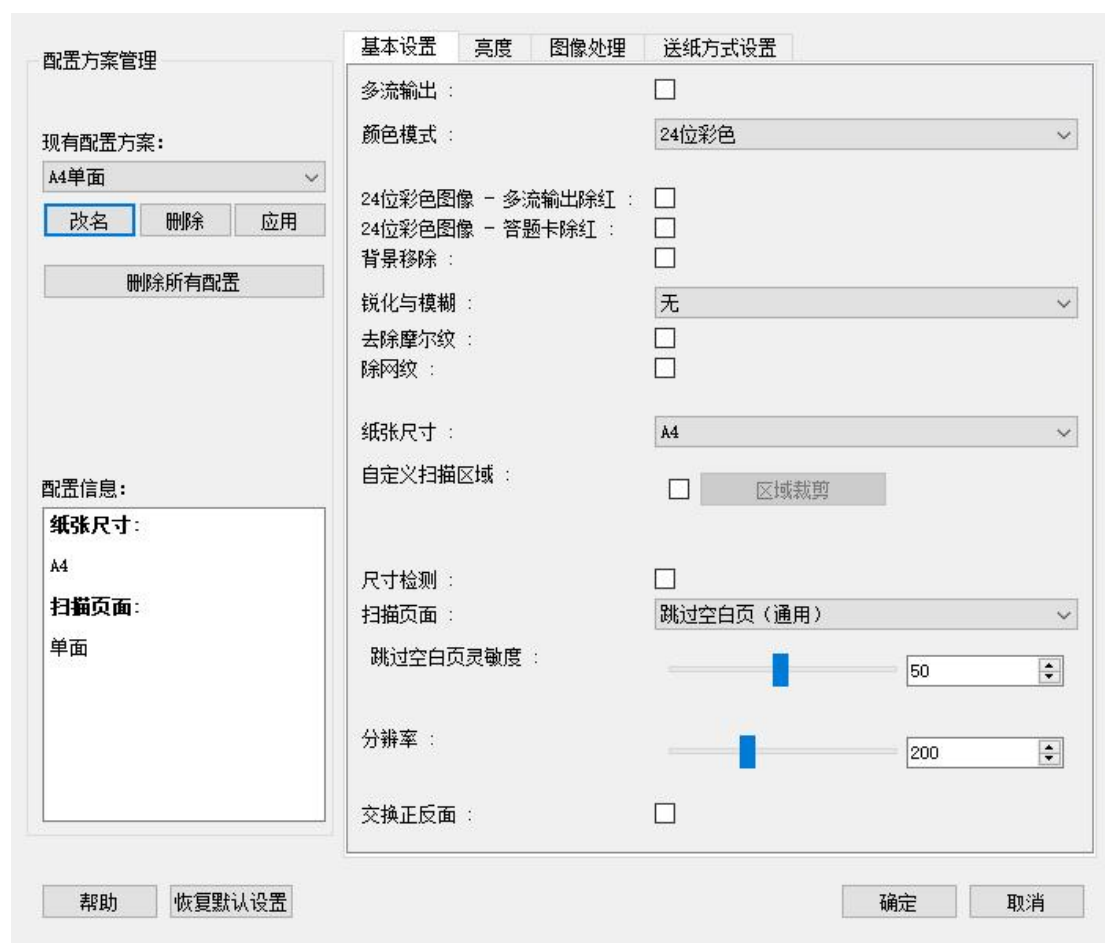 配置方案管理
现有配置方案：
A4单面
改名 删除 应用
删除所有配置
配置信息：
纸张尺寸：
A4
扫描页面：
单面
基本设置 亮度 图像处理 送纸方式设置
多流输出 ：
颜色模式 ： 24位彩色
24位彩色图像 - 多流输出除红 ：
24位彩色图像 - 答题卡除红 ：
背景移除 ：
锐化与模糊 ： 无
去除摩尔纹 ：
除网纹 ：
纸张尺寸 ： A4
自定义扫描区域 ： 区域裁剪
尺寸检测 ：
扫描页面 ： 跳过空白页（通用）
跳过空白页灵敏度 ： 50
分辨率 ： 200
交换正反面 ：
帮助 恢复默认设置 确定 取消